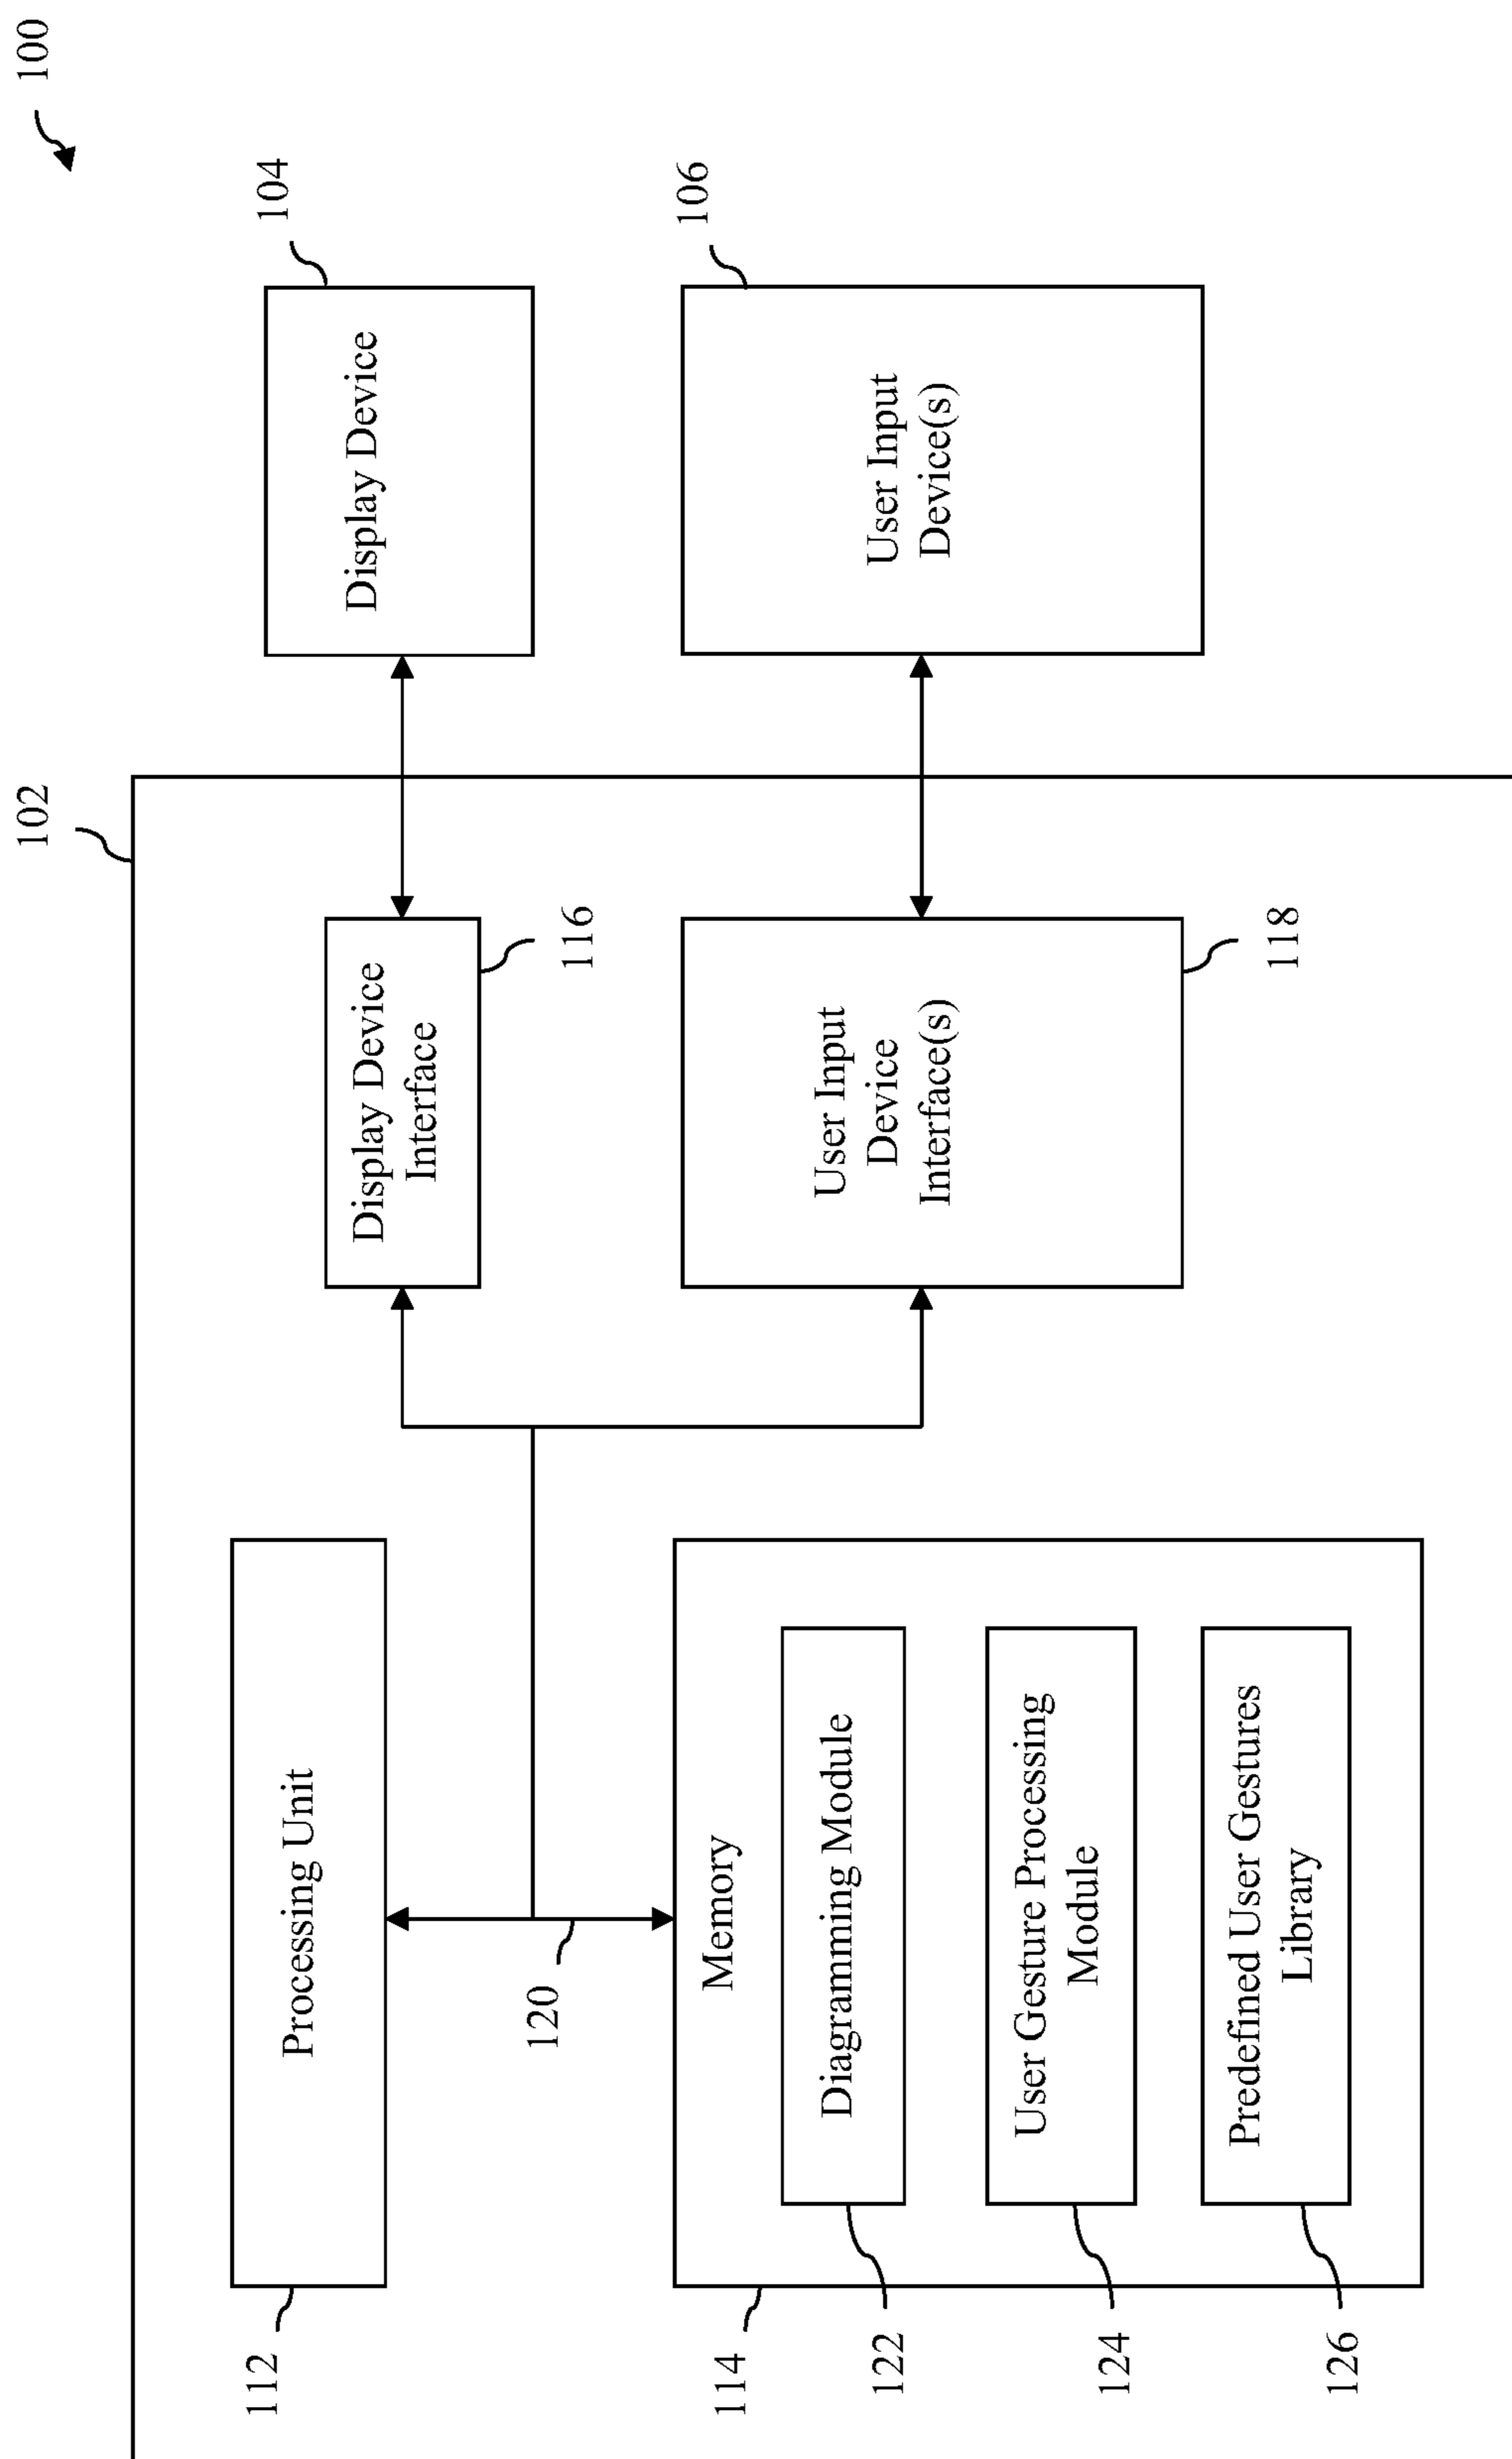 100
102
112
Processing Unit
Display Device
Interface
116
Display Device
104
120
114
Memory
122
Diagramming Module
124
User Gesture Processing
Module
126
Predefined User Gestures
Library
User Input
Device
Interface(s)
118
User Input
Device(s)
106